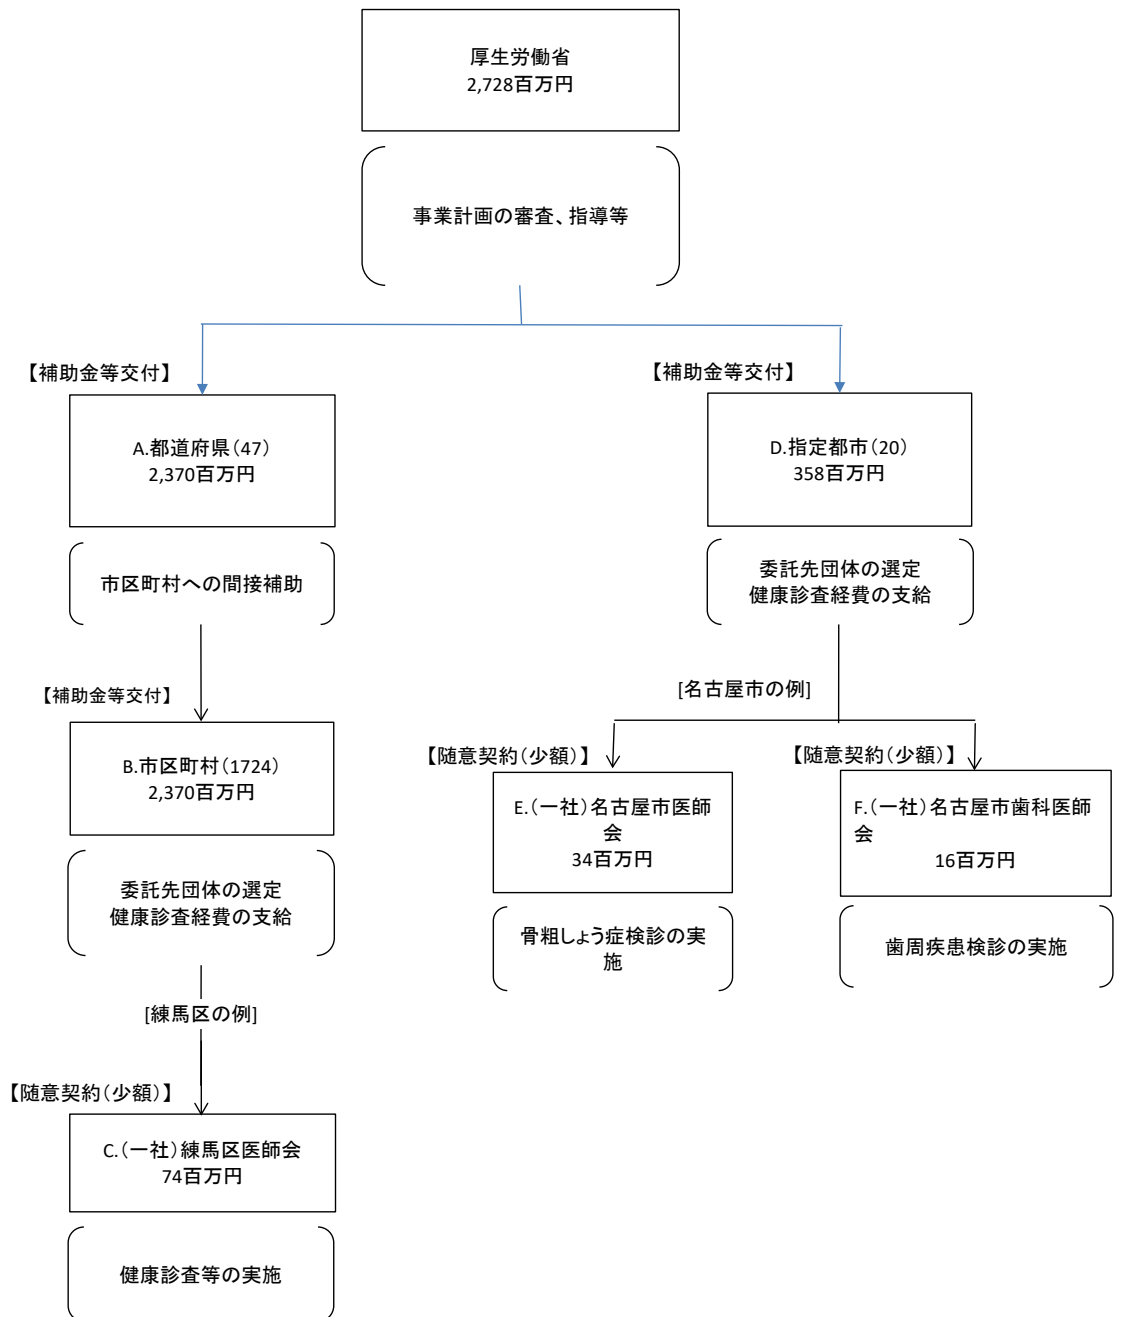 厚生労働省
2,728百万円
事業計画の審査、指導等
【補助金等交付】
A.都道府県(47)
2,370百万円
市区町村への間接補助
【補助金等交付】
B.市区町村(1724)
2,370百万円
委託先団体の選定
健康診査経費の支給
[練馬区の例]
【随意契約(少額)】
C.(一社)練馬区医師会
74百万円
健康診査等の実施
【補助金等交付】
D.指定都市(20)
358百万円
委託先団体の選定
健康診査経費の支給
[名古屋市の例]
【随意契約(少額)】
E.(一社)名古屋市医師
会
34百万円
骨粗しょう症検診の実
施
【随意契約(少額)】
F.(一社)名古屋市歯科医師
会
16百万円
歯周疾患検診の実施